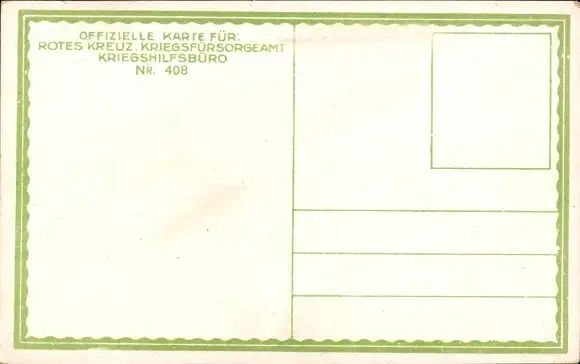 OFFIZIELLE KARTE FÜR:
ROTES KREUZ, KRIEGSFÜRSORGEAMT
KRIEGSHILFSBÜRO
NR. 408